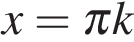 x = πk